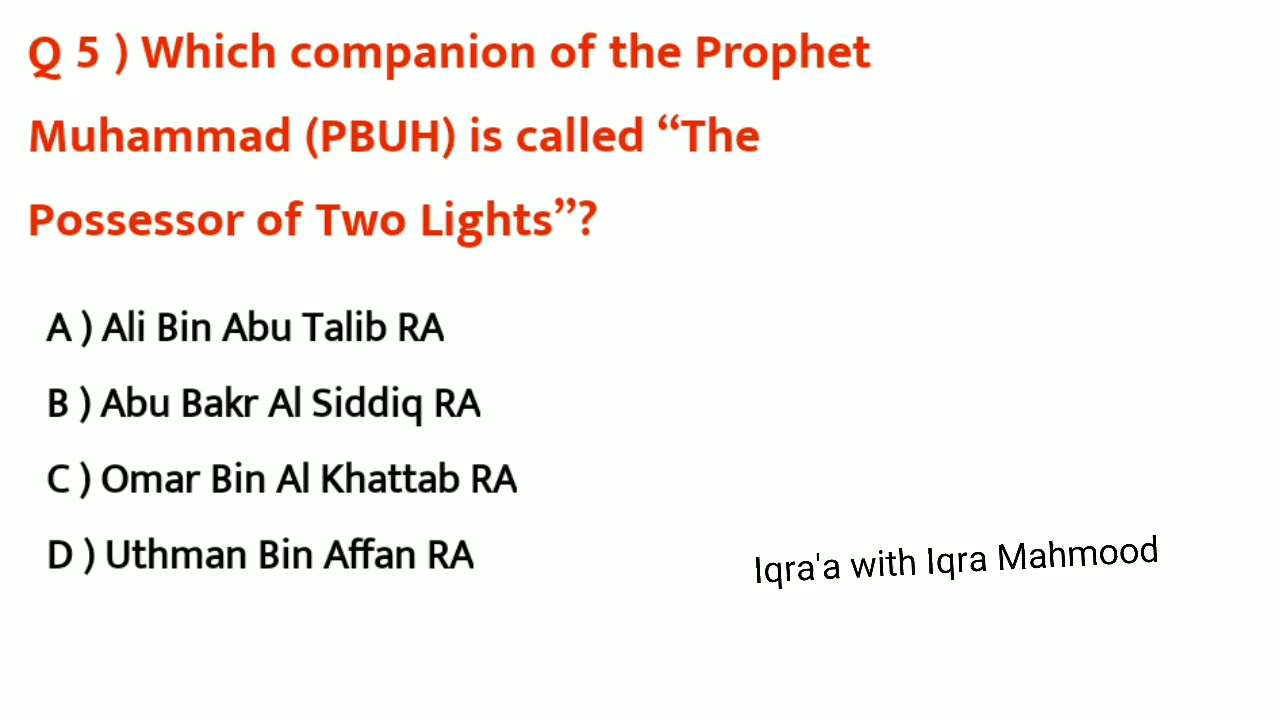 Q 5 ) Which companion of the Prophet
Muhammad (PBUH) is called “The
Possessor of Two Lights”?
A ) Ali Bin Abu Talib RA
B ) Abu Bakr Al Siddiq RA
C ) Omar Bin Al Khattab RA
D ) Uthman Bin Affan RA
Iqra'a with Iqra Mahmood